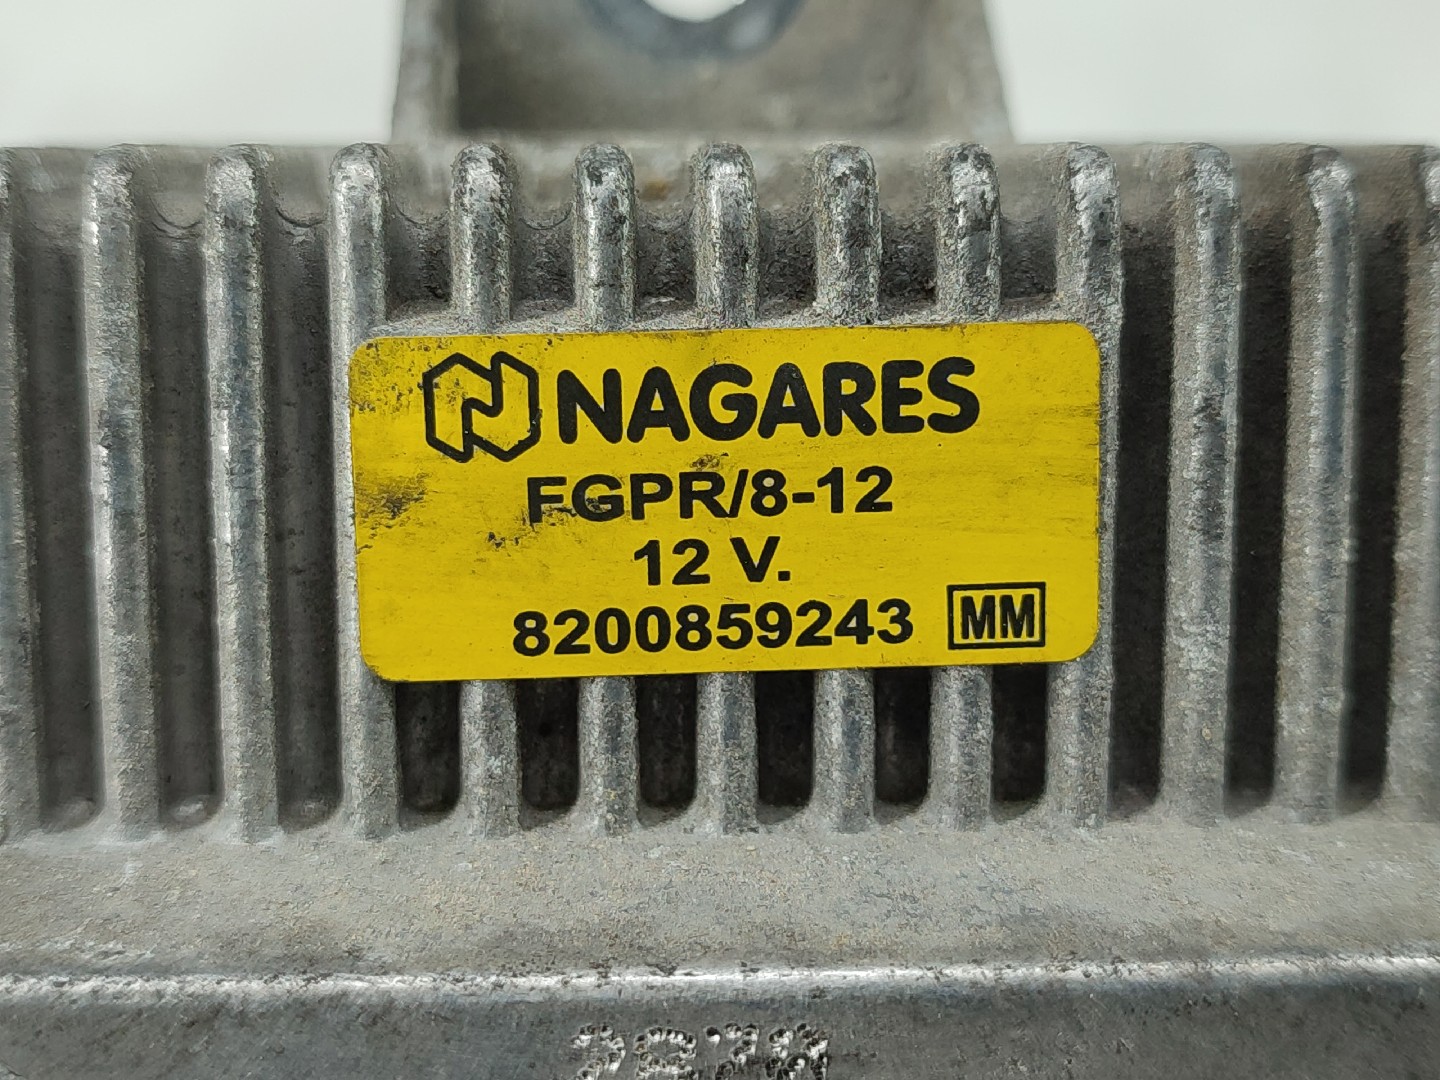 NAGARES
FGPR/8-12
12 V.
8200859243 MM